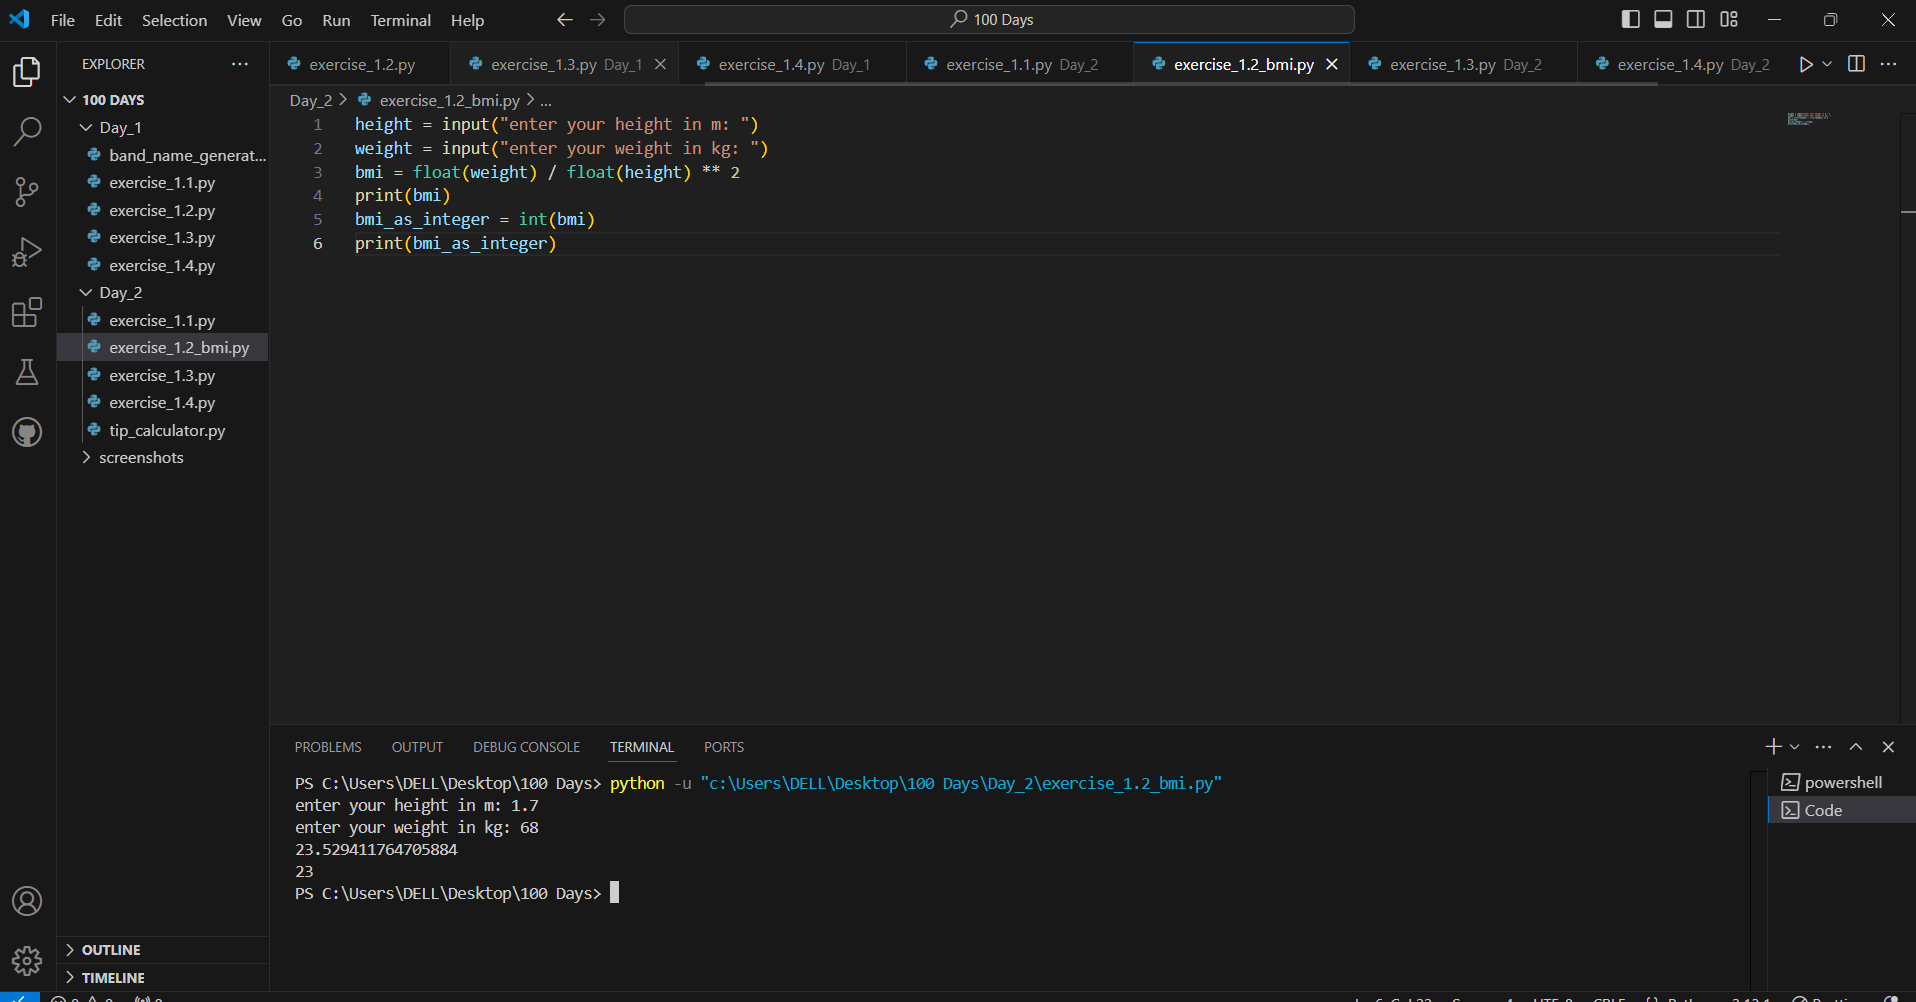 File Edit Selection View Go Run Terminal Help
100 Days
EXPLORER
100 DAYS
Day_1
band_name_generat...
exercise_1.1.py
exercise_1.2.py
exercise_1.3.py
exercise_1.4.py
Day_2
exercise_1.1.py
exercise_1.2_bmi.py
exercise_1.3.py
exercise_1.4.py
tip_calculator.py
screenshots
OUTLINE
TIMELINE
exercise_1.2.py exercise_1.3.py Day_1 exercise_1.4.py Day_1 exercise_1.1.py Day_2 exercise_1.2_bmi.py exercise_1.3.py Day_2 exercise_1.4.py Day_2
Day_2 > exercise_1.2_bmi.py > ...
1 height = input("enter your height in m: ")
2 weight = input("enter your weight in kg: ")
3 bmi = float(weight) / float(height) ** 2
4 print(bmi)
5 bmi_as_integer = int(bmi)
6 print(bmi_as_integer)
PROBLEMS OUTPUT DEBUG CONSOLE TERMINAL PORTS
PS C:\Users\DELL\Desktop\100 Days> python -u "c:\Users\DELL\Desktop\100 Days\Day_2\exercise_1.2_bmi.py"
enter your height in m: 1.7
enter your weight in kg: 68
23.529411764705884
23
PS C:\Users\DELL\Desktop\100 Days>
powershell
Code